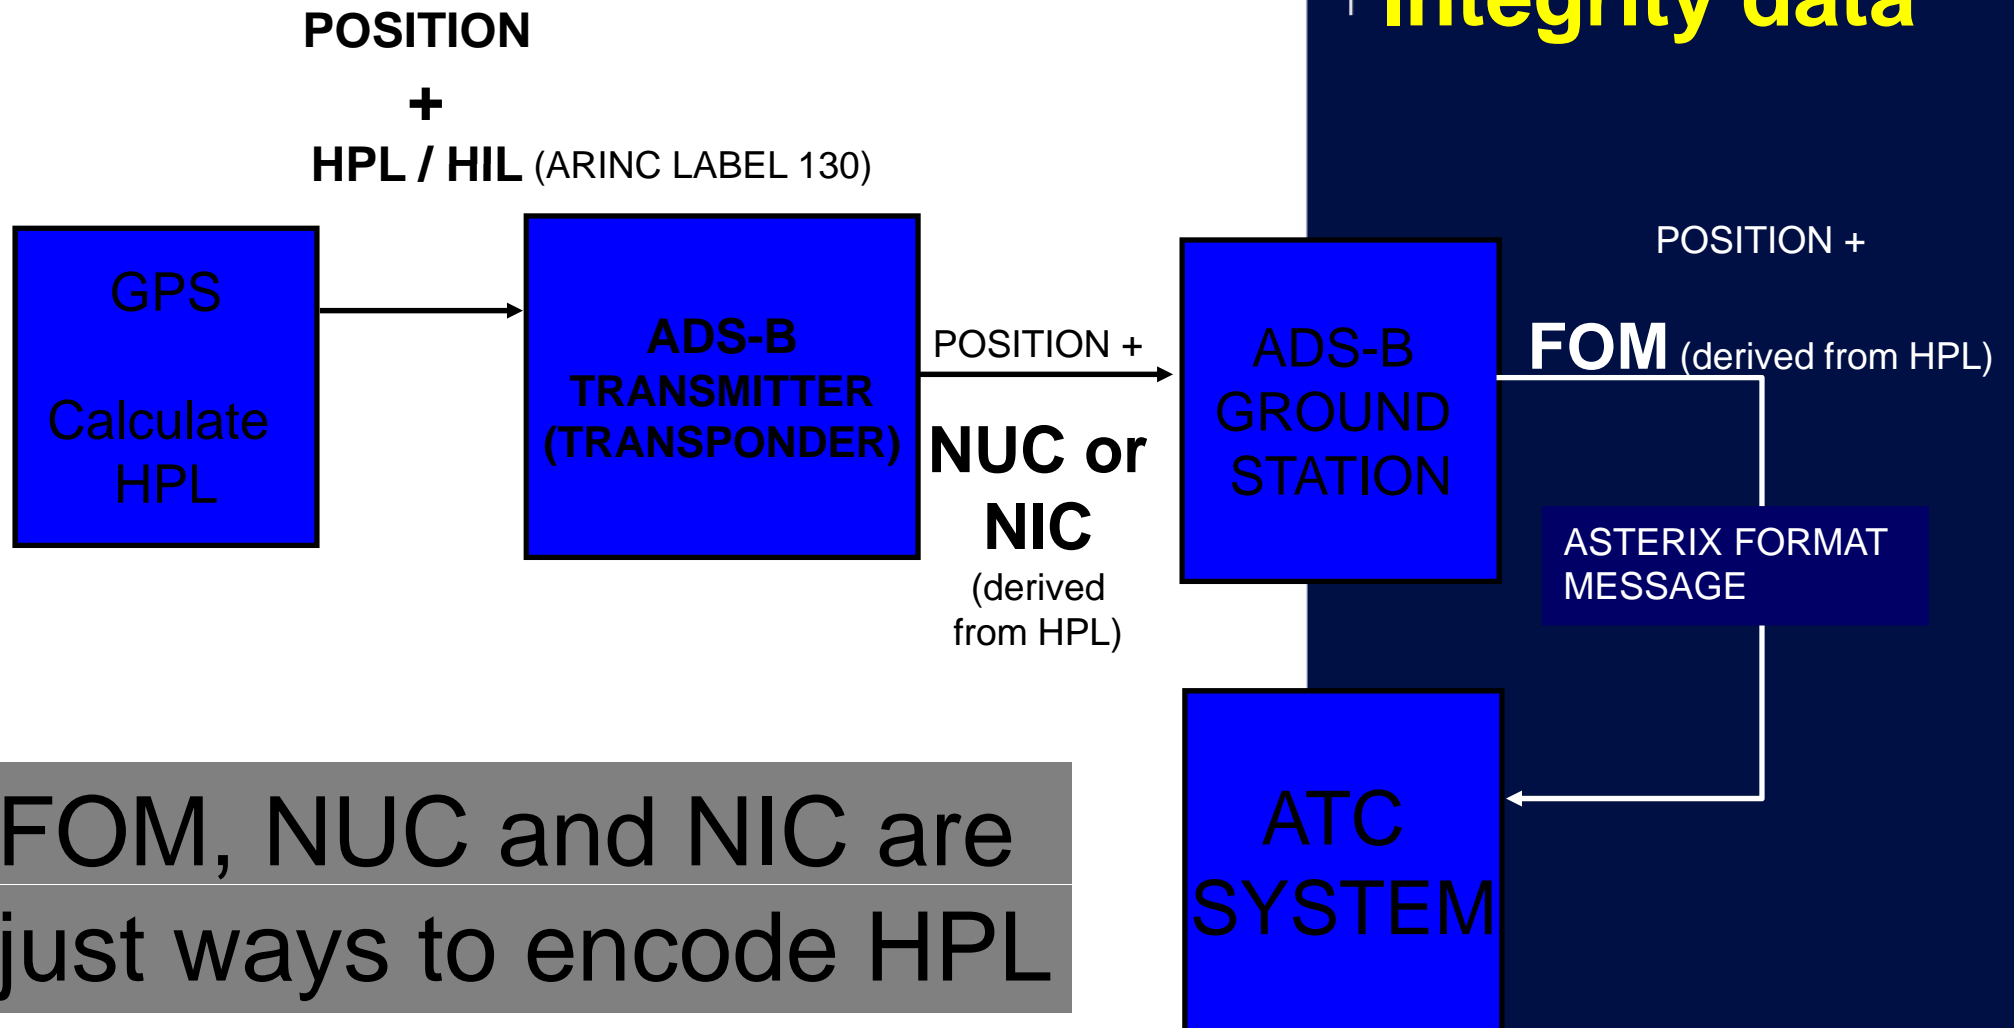 Integrity data
POSITION
+
HPL / HIL (ARINC LABEL 130)
GPS
Calculate
HPL
ADS-B
TRANSMITTER
(TRANSPONDER)
POSITION +
NUC or
NIC
(derived
from HPL)
ADS-B
GROUND
STATION
POSITION +
FOM (derived from HPL)
ASTERIX FORMAT
MESSAGE
ATC
SYSTEM
FOM, NUC and NIC are
just ways to encode HPL